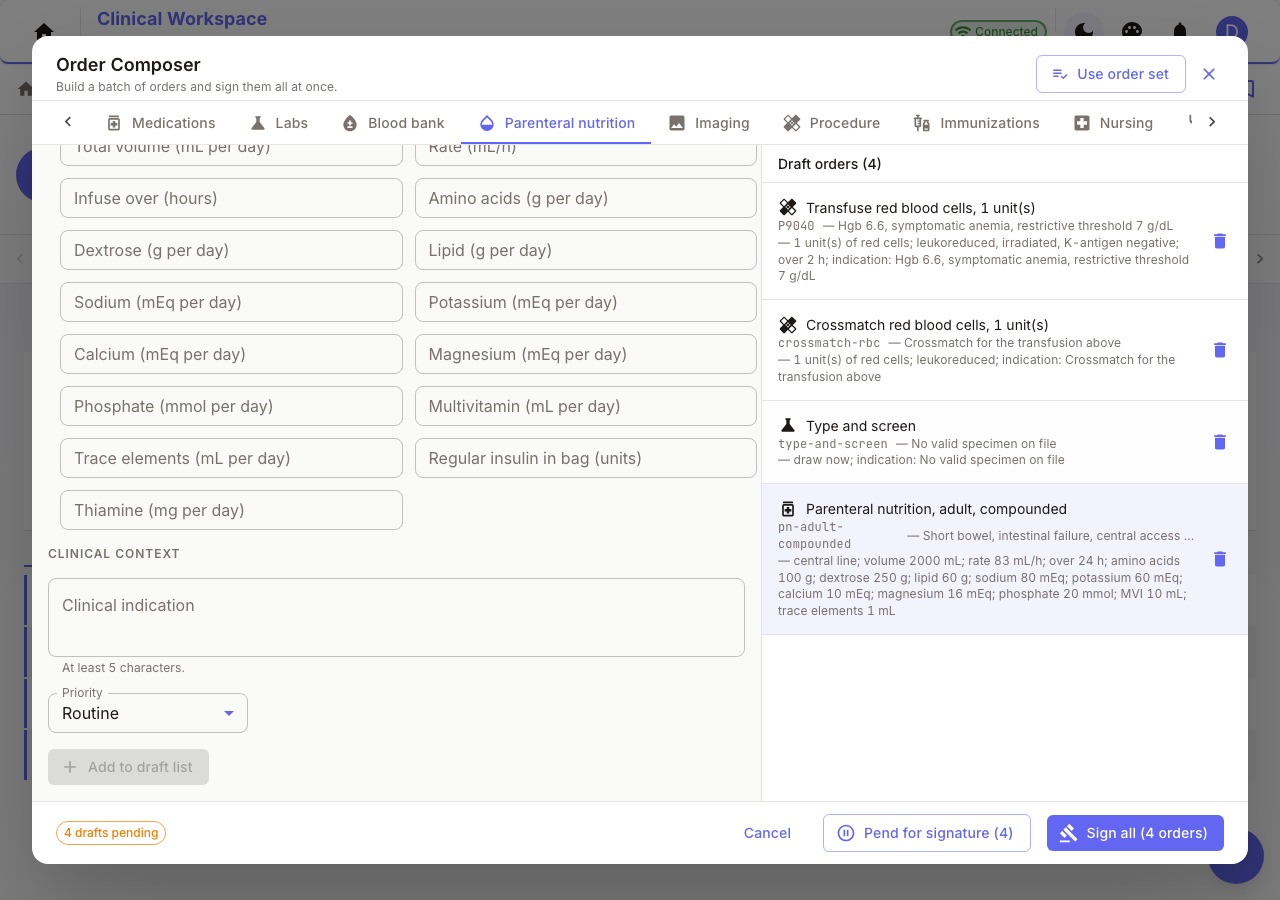 Clinical Workspace
Connected
D
Order Composer
Build a batch of orders and sign them all at once.
Use order set
Medications
Labs
Blood bank
Parenteral nutrition
Imaging
Procedure
Immunizations
Nursing
Total volume (mL per day)
Rate (mL/h)
Infuse over (hours)
Amino acids (g per day)
Dextrose (g per day)
Lipid (g per day)
Sodium (mEq per day)
Potassium (mEq per day)
Calcium (mEq per day)
Magnesium (mEq per day)
Phosphate (mmol per day)
Multivitamin (mL per day)
Trace elements (mL per day)
Regular insulin in bag (units)
Thiamine (mg per day)
CLINICAL CONTEXT
Clinical indication
At least 5 characters.
Priority
Routine
Add to draft list
Draft orders (4)
Transfuse red blood cells, 1 unit(s)
P9040 — Hgb 6.6, symptomatic anemia, restrictive threshold 7 g/dL
— 1 unit(s) of red cells; leukoreduced, irradiated, K-antigen negative;
over 2 h; indication: Hgb 6.6, symptomatic anemia, restrictive threshold
7 g/dL
Crossmatch red blood cells, 1 unit(s)
crossmatch-rbc — Crossmatch for the transfusion above
— 1 unit(s) of red cells; leukoreduced; indication: Crossmatch for the
transfusion above
Type and screen
type-and-screen — No valid specimen on file
— draw now; indication: No valid specimen on file
Parenteral nutrition, adult, compounded
pn-adult-
compounded
— Short bowel, intestinal failure, central access ...
— central line; volume 2000 mL; rate 83 mL/h; over 24 h; amino acids
100 g; dextrose 250 g; lipid 60 g; sodium 80 mEq; potassium 60 mEq;
calcium 10 mEq; magnesium 16 mEq; phosphate 20 mmol; MVI 10 mL;
trace elements 1 mL
4 drafts pending
Cancel
Pend for signature (4)
Sign all (4 orders)